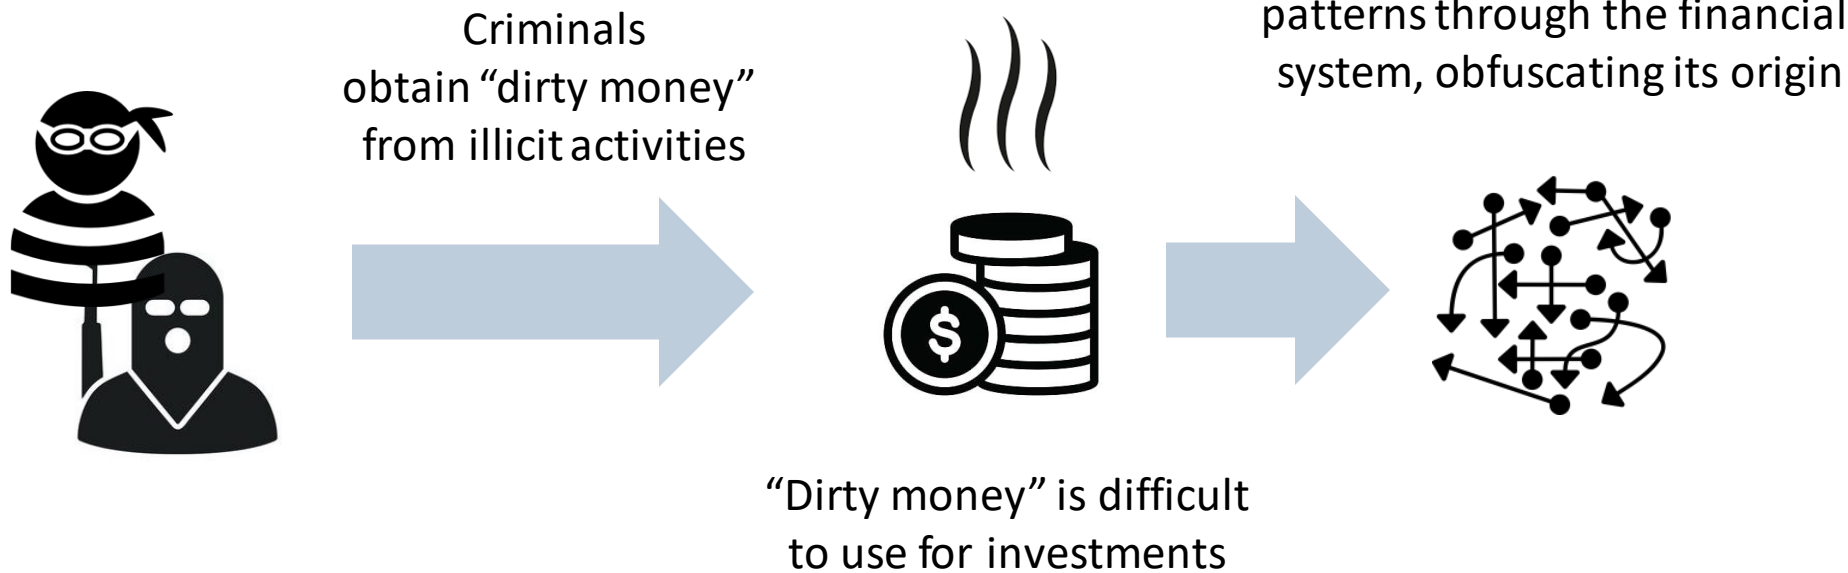 Criminals
obtain “dirty money”
from illicit activities
patterns through the financial
system, obfuscating its origin
$
“Dirty money” is difficult
to use for investments